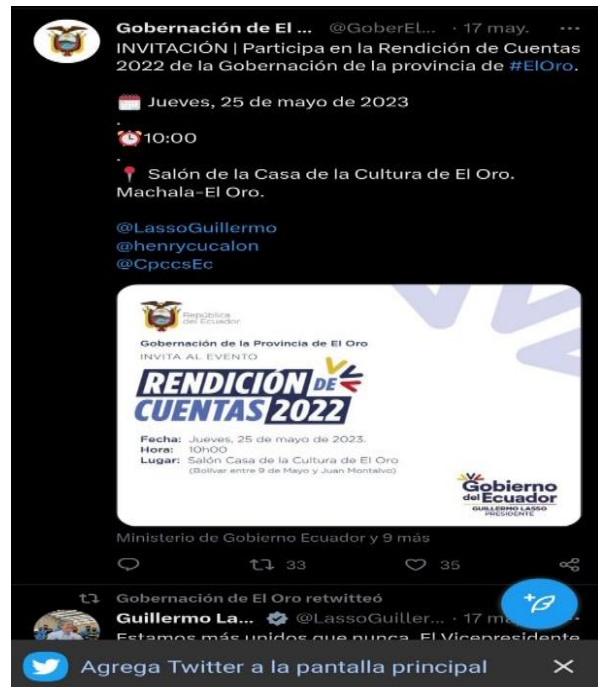 Gobernación de El ... @GoberEl... · 17 may. ...
INVITACIÓN | Participa en la Rendición de Cuentas
2022 de la Gobernación de la provincia de #ElOro.
Jueves, 25 de mayo de 2023
.
10:00
.
Salón de la Casa de la Cultura de El Oro.
Machala-El Oro.
@LassoGuillermo
@henrycucalon
@CpccsEc
República
del Ecuador
Gobernación de la Provincia de El Oro
INVITA AL EVENTO
RENDICIÓN DE
CUENTAS 2022
Fecha: Jueves, 25 de mayo de 2023.
Hora: 10h00
Lugar: Salón Casa de la Cultura de El Oro
(Bolívar entre 9 de Mayo y Juan Montalvo)
Gobierno
del Ecuador
GUILLERMO LASSO
PRESIDENTE
Ministerio de Gobierno Ecuador y 9 más
33 35
Gobernación de El Oro retwitteó
Guillermo La... @LassoGuiller... · 17 m
Estamos más unidos que nunca. El Vicepresidente
Agrega Twitter a la pantalla principal